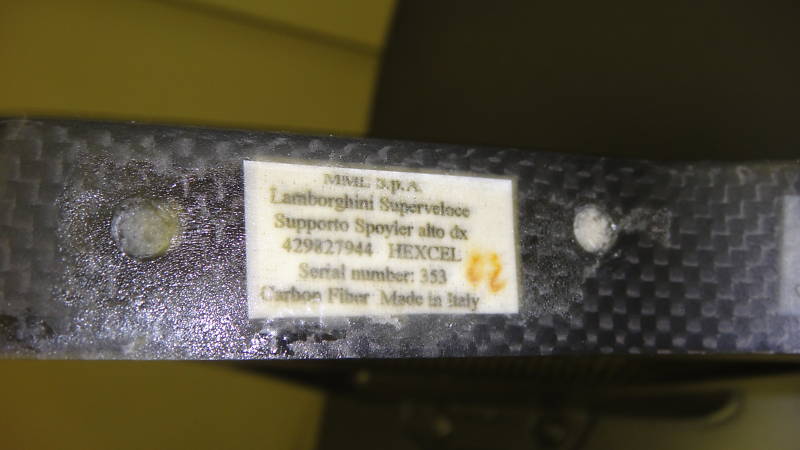 MML S.p.A.
Lamborghini Superveloce
Supporto Spoyler alto dx
429827944 HEXCEL
Serial number: 353
Carbon Fiber Made in Italy